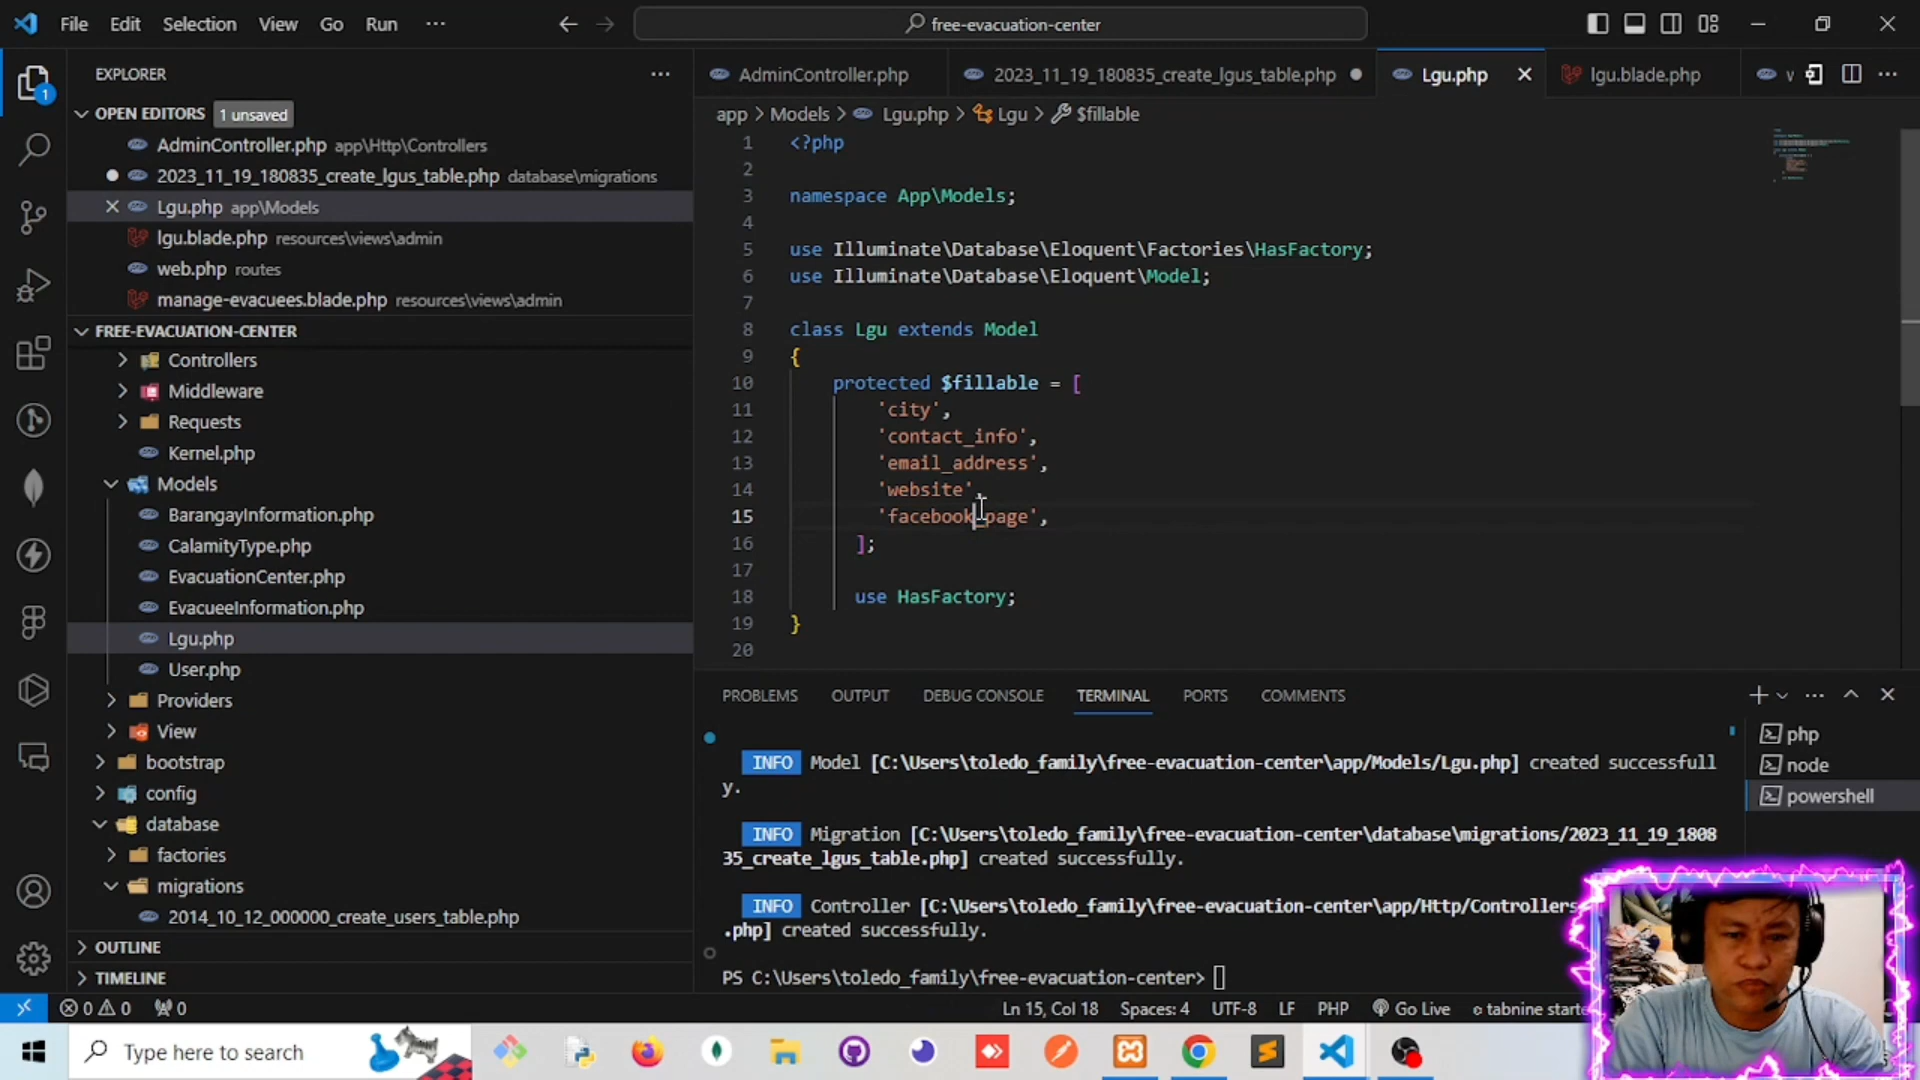 File Edit Selection View Go Run ··· free-evacuation-center
EXPLORER
OPEN EDITORS 1 unsaved
AdminController.php app\Http\Controllers
2023_11_19_180835_create_lgus_table.php database\migrations
Lgu.php app\Models
lgu.blade.php resources\views\admin
web.php routes
manage-evacuees.blade.php resources\views\admin
FREE-EVACUATION-CENTER
Controllers
Middleware
Requests
Kernel.php
Models
BarangayInformation.php
CalamityType.php
EvacuationCenter.php
EvacueeInformation.php
Lgu.php
User.php
Providers
View
bootstrap
config
database
factories
migrations
2014_10_12_000000_create_users_table.php
OUTLINE
TIMELINE
1
AdminController.php 2023_11_19_180835_create_lgus_table.php Lgu.php lgu.blade.php
app > Models > Lgu.php > Lgu > $fillable
1 <?php
2
3 namespace App\Models;
4
5 use Illuminate\Database\Eloquent\Factories\HasFactory;
6 use Illuminate\Database\Eloquent\Model;
7
8 class Lgu extends Model
9 {
10 protected $fillable = [
11 'city',
12 'contact_info',
13 'email_address',
14 'website',
15 'facebook_page',
16 ];
17
18 use HasFactory;
19 }
20
PROBLEMS OUTPUT DEBUG CONSOLE TERMINAL PORTS COMMENTS
INFO Model [C:\Users\toledo_family\free-evacuation-center\app/Models/Lgu.php] created successfull
y.
INFO Migration [C:\Users\toledo_family\free-evacuation-center\database\migrations/2023_11_19_1808
35_create_lgus_table.php] created successfully.
INFO Controller [C:\Users\toledo_family\free-evacuation-center\app/Http/Controllers
.php] created successfully.
PS C:\Users\toledo_family\free-evacuation-center>
php
node
powershell
0 0 0 Ln 15, Col 18 Spaces: 4 UTF-8 LF PHP Go Live tabnine
Type here to search